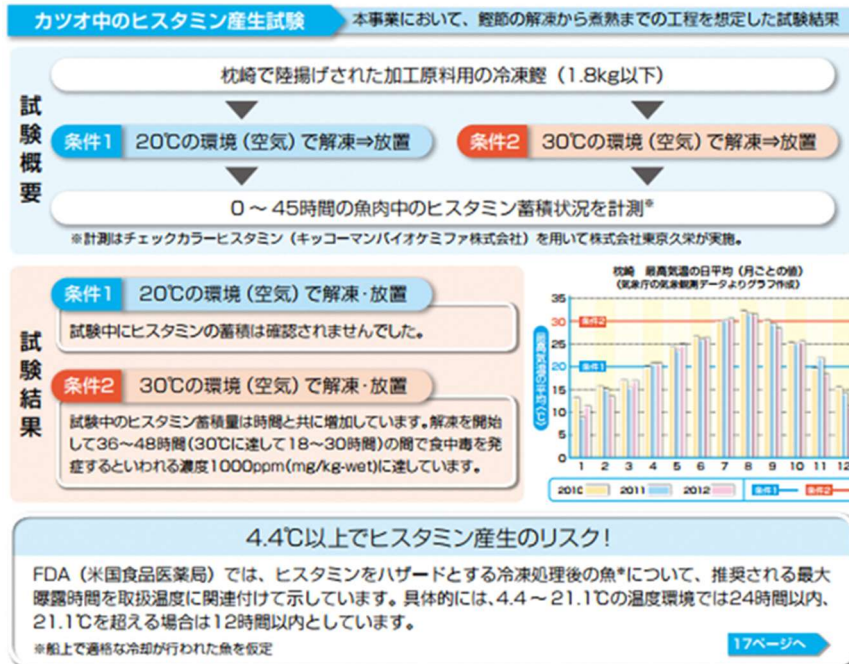 カツオ中のヒスタミン産生試験
本事業において、鰹節の解凍から煮熟までの工程を想定した試験結果
試験概要
枕崎で陸揚げされた加工原料用の冷凍鰹（1.8kg以下）
条件1 20℃の環境（空気）で解凍⇒放置
条件2 30℃の環境（空気）で解凍⇒放置
0～45時間の魚肉中のヒスタミン蓄積状況を計測※
※計測はチェックカラーヒスタミン（キッコーマンバイオケミファ株式会社）を用いて株式会社東京久栄が実施。
試験結果
条件1 20℃の環境（空気）で解凍・放置
試験中にヒスタミンの蓄積は確認されませんでした。
条件2 30℃の環境（空気）で解凍・放置
試験中のヒスタミン蓄積量は時間と共に増加しています。解凍を開始
して36～48時間（30℃に達して18～30時間）の間で食中毒を発
症するといわれる濃度1000ppm(mg/kg-wet)に達しています。
枕崎 最高気温の日平均（月ごとの値）
（気象庁の気象観測データよりグラフ作成）
最高気温の平均（℃）
35
30
25
20
15
10
5
0
条件2
条件1
1 2 3 4 5 6 7 8 9 10 11 12
2010 2011 2012 条件1 条件2
4.4℃以上でヒスタミン産生のリスク！
FDA（米国食品医薬局）では、ヒスタミンをハザードとする冷凍処理後の魚*について、推奨される最大
曝露時間を取扱温度に関連付けて示しています。具体的には、4.4～21.1℃の温度環境では24時間以内、
21.1℃を超える場合は12時間以内としています。
※船上で適格な冷却が行われた魚を仮定
17ページへ